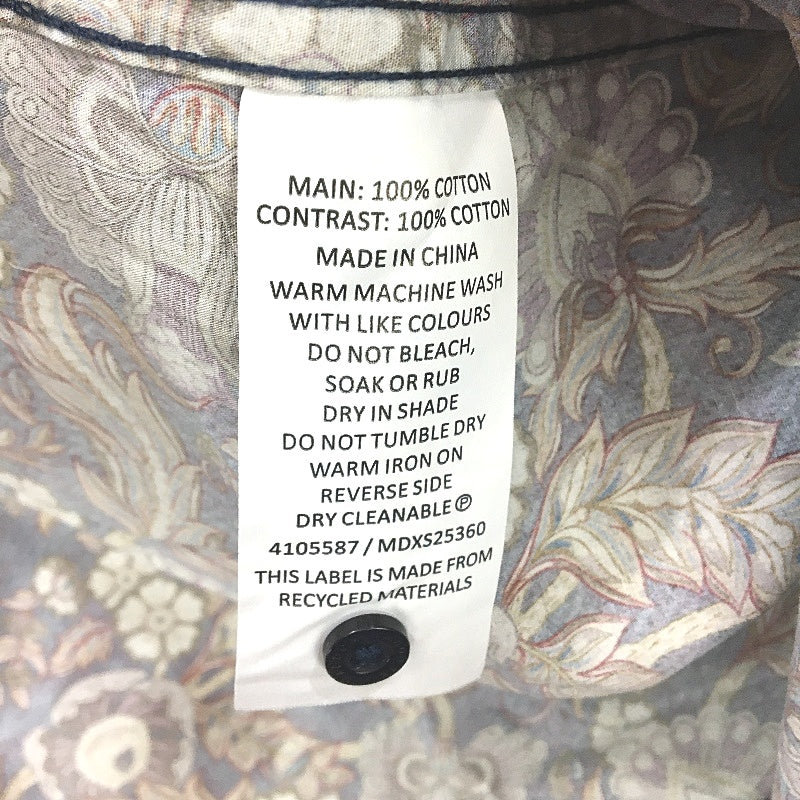 MAIN: 100% COTTON
CONTRAST: 100% COTTON
MADE IN CHINA
WARM MACHINE WASH
WITH LIKE COLOURS
DO NOT BLEACH,
SOAK OR RUB
DRY IN SHADE
DO NOT TUMBLE DRY
WARM IRON ON
REVERSE SIDE
DRY CLEANABLE Ⓟ
4105587 / MDXS25360
THIS LABEL IS MADE FROM
RECYCLED MATERIALS